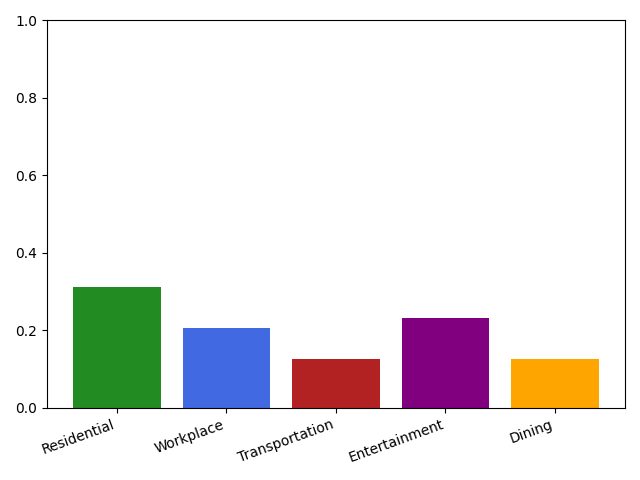 1.0
0.8
0.6
0.4
0.2
0.0
Residential
Workplace
Transportation
Entertainment
Dining